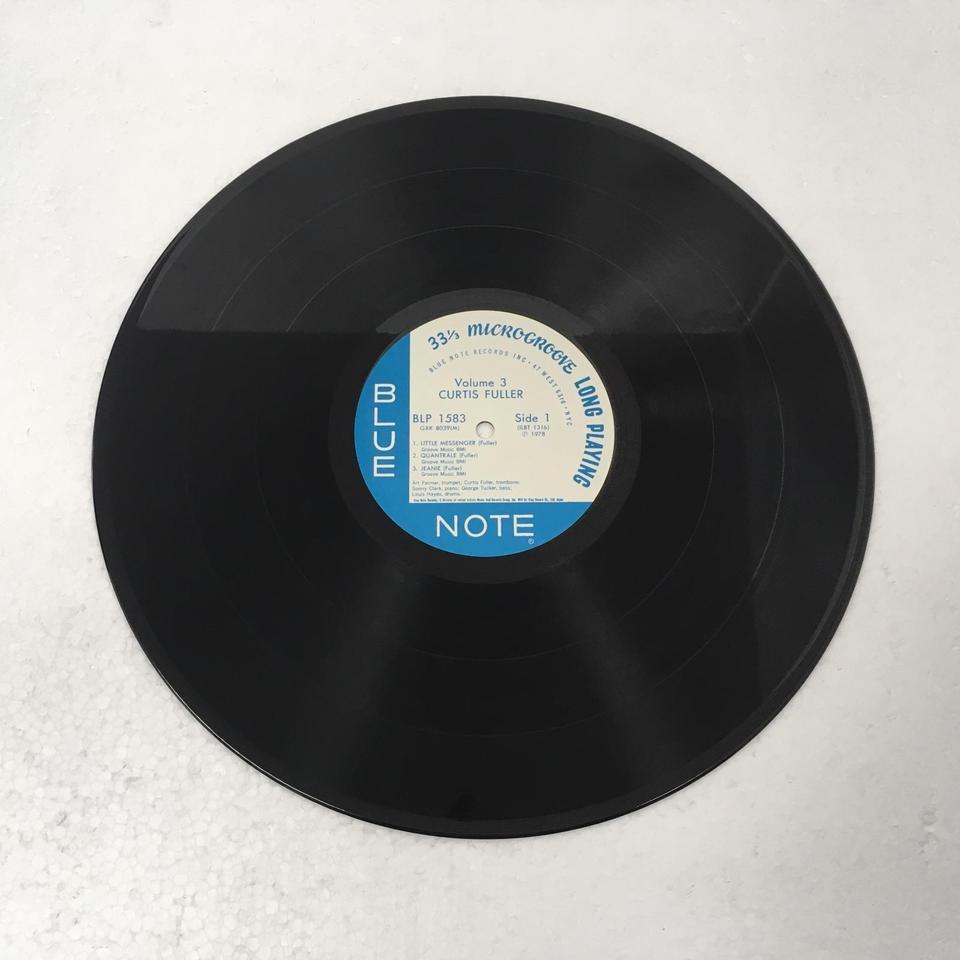 33⅓ MICROGROOVE LONG PLAYING
BLUE NOTE RECORDS INC • 47 WEST 63rd • NYC
Volume 3
CURTIS FULLER
BLP 1583 Side 1
GXK 8039(M) (LBT 1316)
℗ 1978
1. LITTLE MESSENGER (Fuller)
Groove Music BMI
2. QUANTRALE (Fuller)
Groove Music BMI
3. JEANIE (Fuller)
Groove Music BMI
Art Farmer, trumpet; Curtis Fuller, trombone;
Sonny Clark, piano; George Tucker, bass;
Louis Hayes, drums.
BLUE
NOTE®